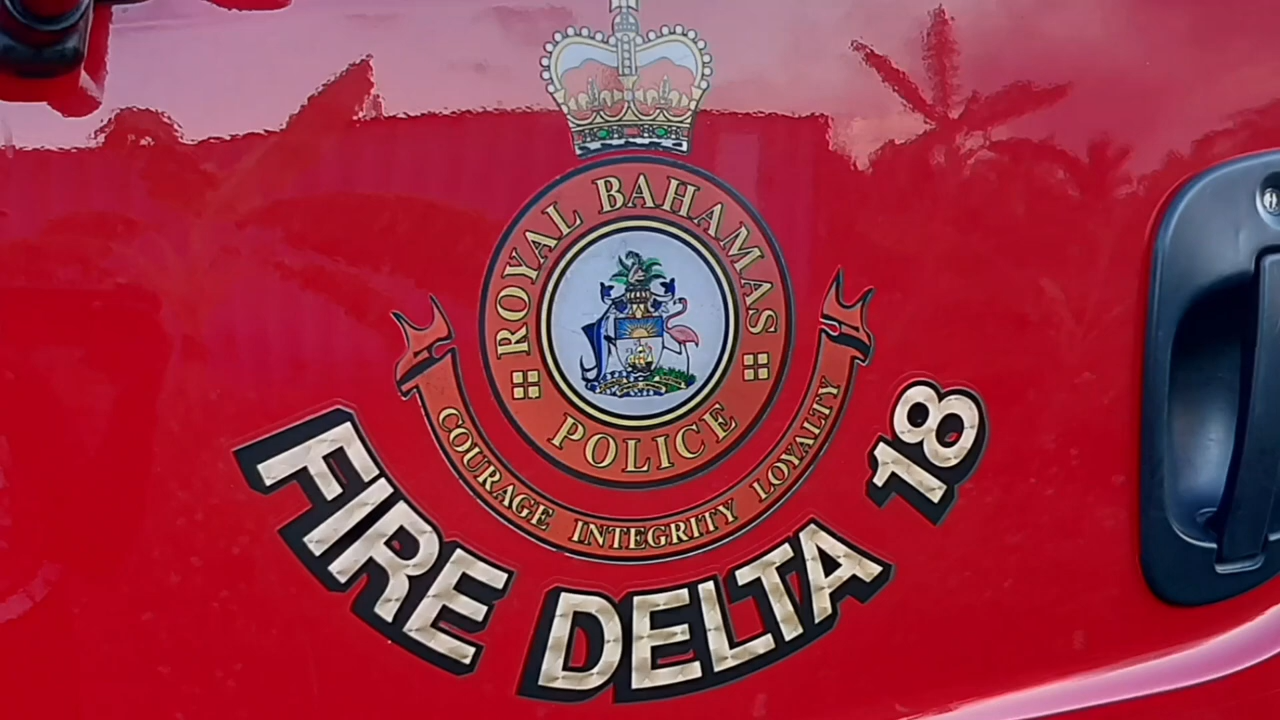 ROYAL BAHAMAS
POLICE
COURAGE INTEGRITY LOYALTY
FIRE DELTA 18